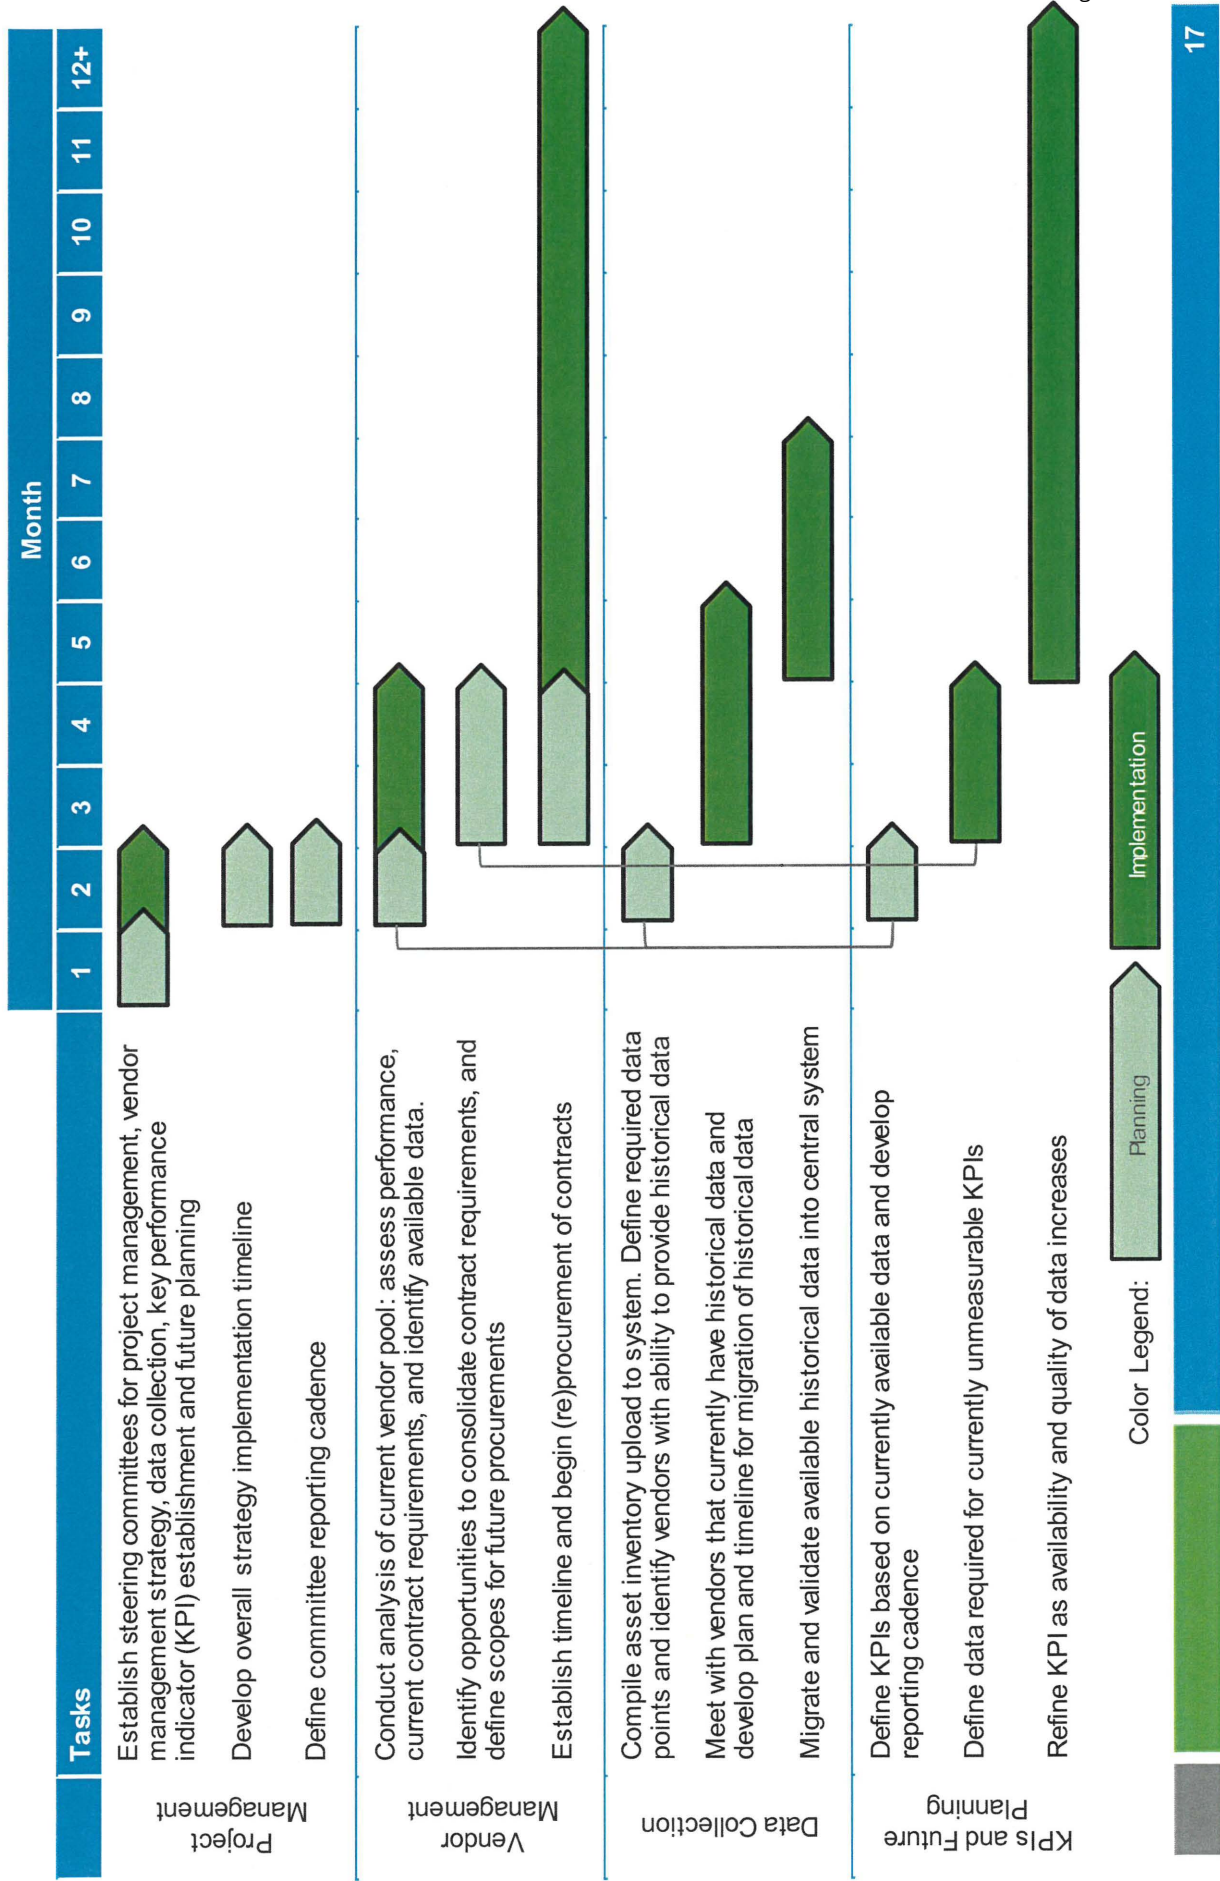 Month
Tasks
1
2
3
4
5
6
7
8
9
10
11
12+
Project
Management
Establish steering committees for project management, vendor
management strategy, data collection, key performance
indicator (KPI) establishment and future planning
Develop overall strategy implementation timeline
Define committee reporting cadence
Vendor
Management
Conduct analysis of current vendor pool: assess performance,
current contract requirements, and identify available data.
Identify opportunities to consolidate contract requirements, and
define scopes for future procurements
Establish timeline and begin (re)procurement of contracts
Data Collection
Compile asset inventory upload to system. Define required data
points and identify vendors with ability to provide historical data
Meet with vendors that currently have historical data and
develop plan and timeline for migration of historical data
Migrate and validate available historical data into central system
KPIs and Future
Planning
Define KPIs based on currently available data and develop
reporting cadence
Define data required for currently unmeasurable KPIs
Refine KPI as availability and quality of data increases
Color Legend:
Planning
Implementation
17